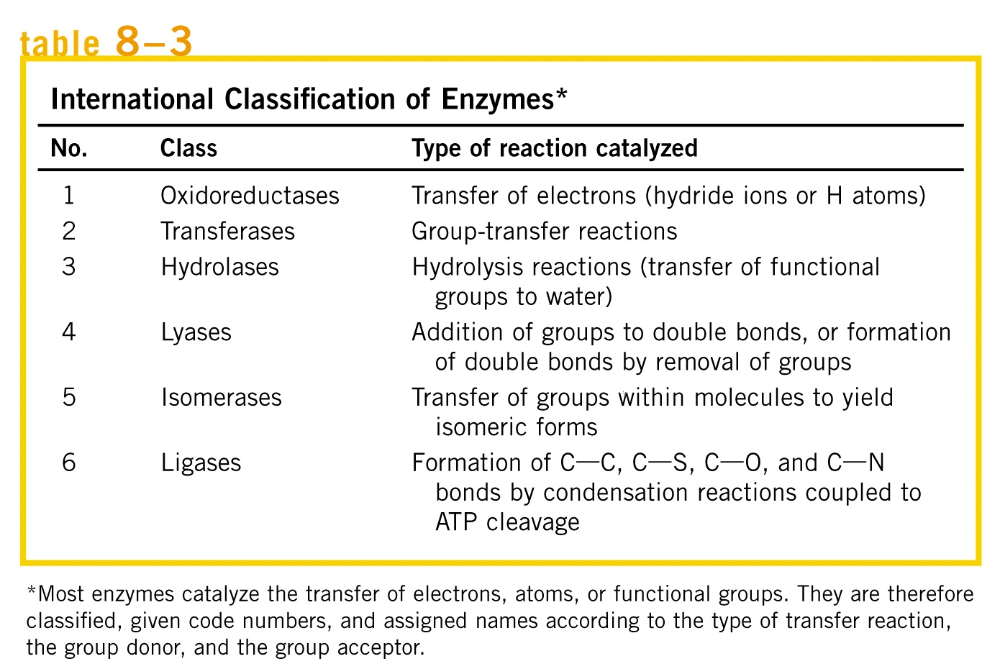 table 8–3
International Classification of Enzymes*
No. Class Type of reaction catalyzed
1 Oxidoreductases Transfer of electrons (hydride ions or H atoms)
2 Transferases Group-transfer reactions
3 Hydrolases Hydrolysis reactions (transfer of functional
groups to water)
4 Lyases Addition of groups to double bonds, or formation
of double bonds by removal of groups
5 Isomerases Transfer of groups within molecules to yield
isomeric forms
6 Ligases Formation of C—C, C—S, C—O, and C—N
bonds by condensation reactions coupled to
ATP cleavage
*Most enzymes catalyze the transfer of electrons, atoms, or functional groups. They are therefore
classified, given code numbers, and assigned names according to the type of transfer reaction,
the group donor, and the group acceptor.